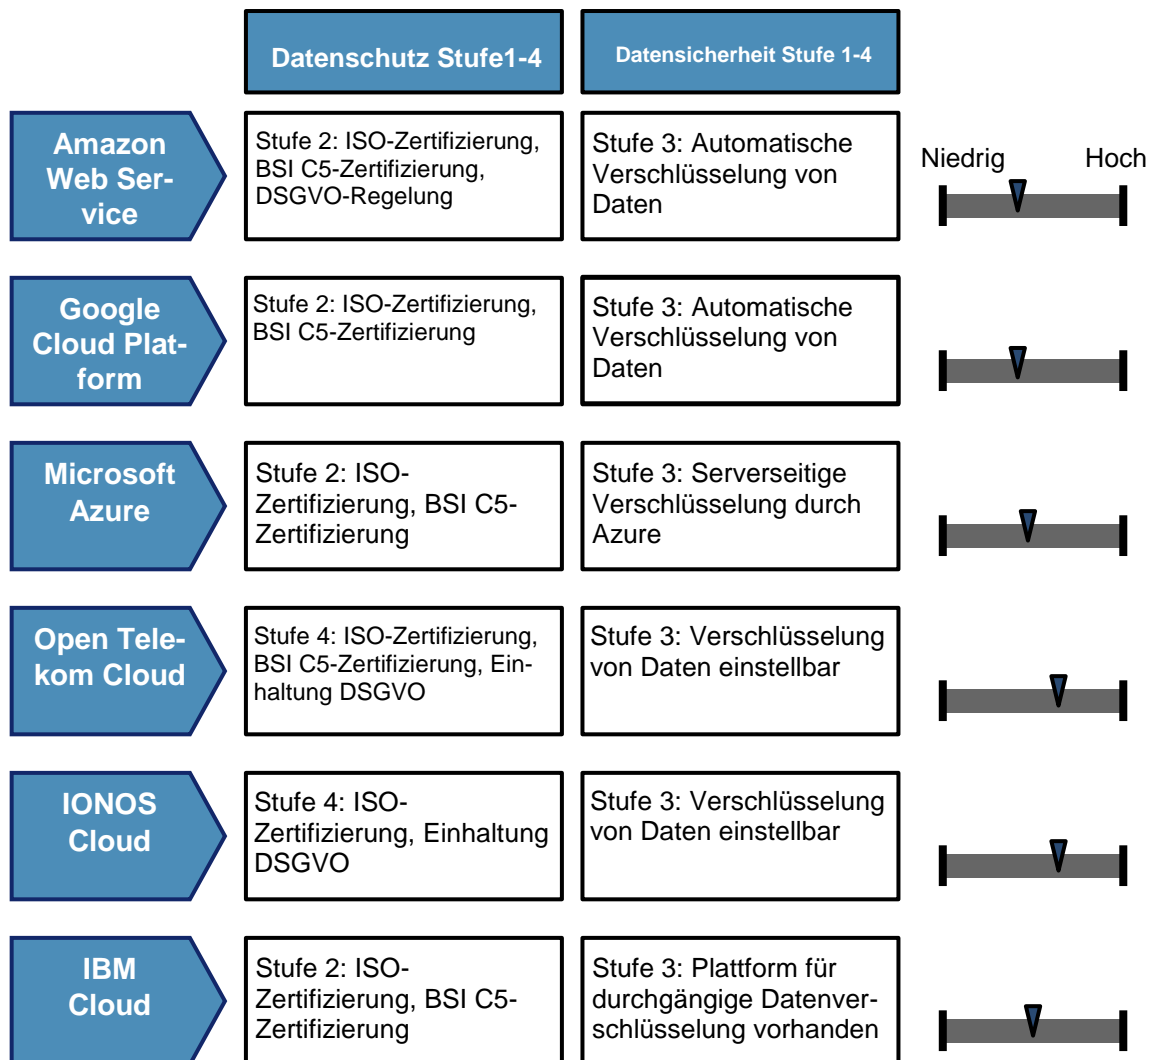 Datenschutz Stufe1-4
Datensicherheit Stufe 1-4
Amazon
Web Ser-
vice
Stufe 2: ISO-Zertifizierung,
BSI C5-Zertifizierung,
DSGVO-Regelung
Stufe 3: Automatische
Verschlüsselung von
Daten
Niedrig
Hoch
Google
Cloud Plat-
form
Stufe 2: ISO-Zertifizierung,
BSI C5-Zertifizierung
Stufe 3: Automatische
Verschlüsselung von
Daten
Microsoft
Azure
Stufe 2: ISO-
Zertifizierung, BSI C5-
Zertifizierung
Stufe 3: Serverseitige
Verschlüsselung durch
Azure
Open Tele-
kom Cloud
Stufe 4: ISO-Zertifizierung,
BSI C5-Zertifizierung, Ein-
haltung DSGVO
Stufe 3: Verschlüsselung
von Daten einstellbar
IONOS
Cloud
Stufe 4: ISO-
Zertifizierung, Einhaltung
DSGVO
Stufe 3: Verschlüsselung
von Daten einstellbar
IBM
Cloud
Stufe 2: ISO-
Zertifizierung, BSI C5-
Zertifizierung
Stufe 3: Plattform für
durchgängige Datenver-
schlüsselung vorhanden